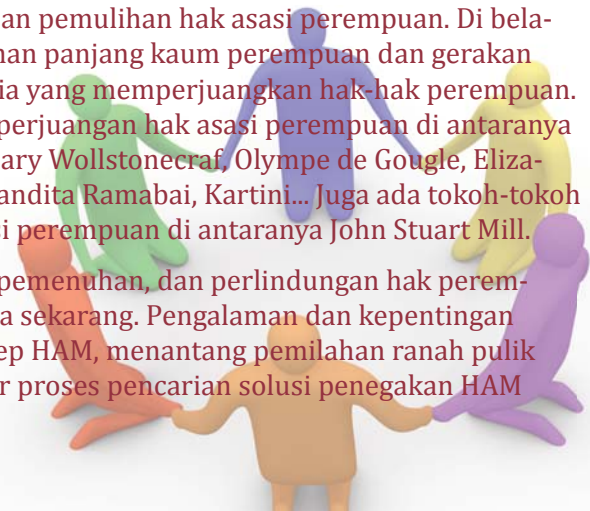 an pemulihan hak asasi perempuan. Di bela-
nan panjang kaum perempuan dan gerakan
ia yang memperjuangkan hak-hak perempuan.
perjuangan hak asasi perempuan di antaranya
ary Wollstonecraf, Olympe de Gougle, Eliza-
andita Ramabai, Kartini... Juga ada tokoh-tokoh
si perempuan di antaranya John Stuart Mill.
pemenuhan, dan perlindungan hak perem-
a sekarang. Pengalaman dan kepentingan
ep HAM, menantang pemilahan ranah pulik
r proses pencarian solusi penegakan HAM